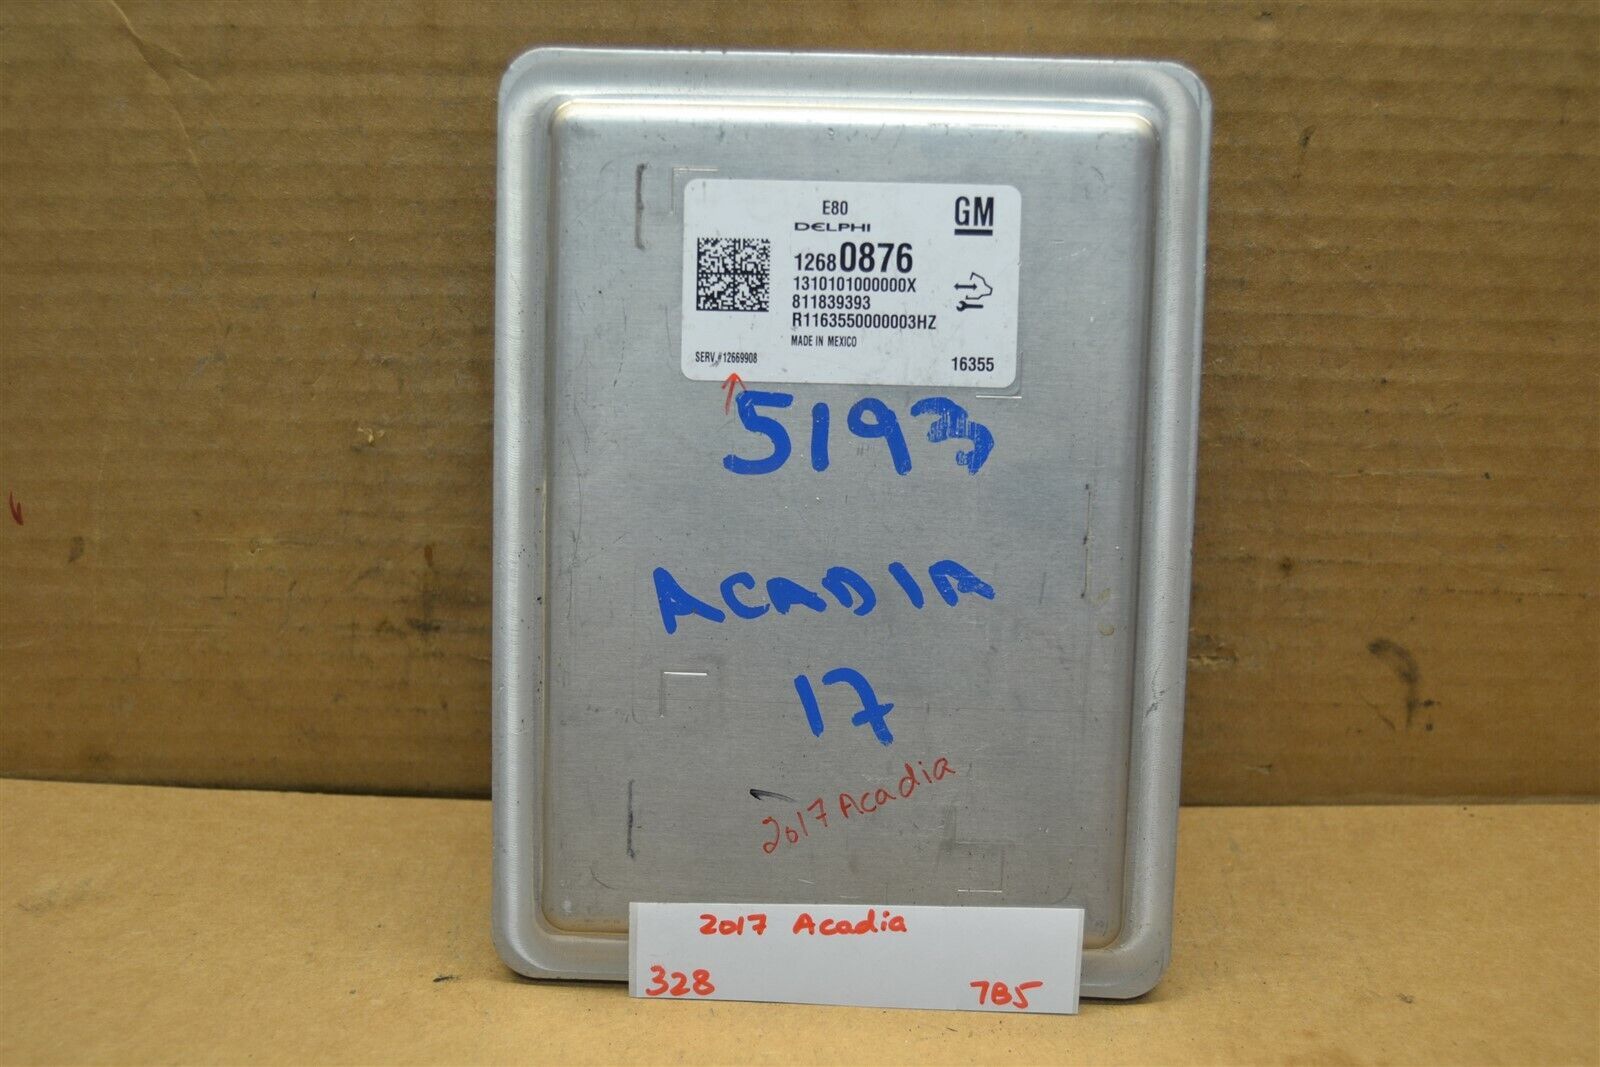 E80
GM
DELPHI
12680876
1310101000000X
811839393
R1163550000003HZ
MADE IN MEXICO
SERV.#12669908
16355
5193
ACADIA
17
2017 Acadia
2017 Acadia
328
7B5